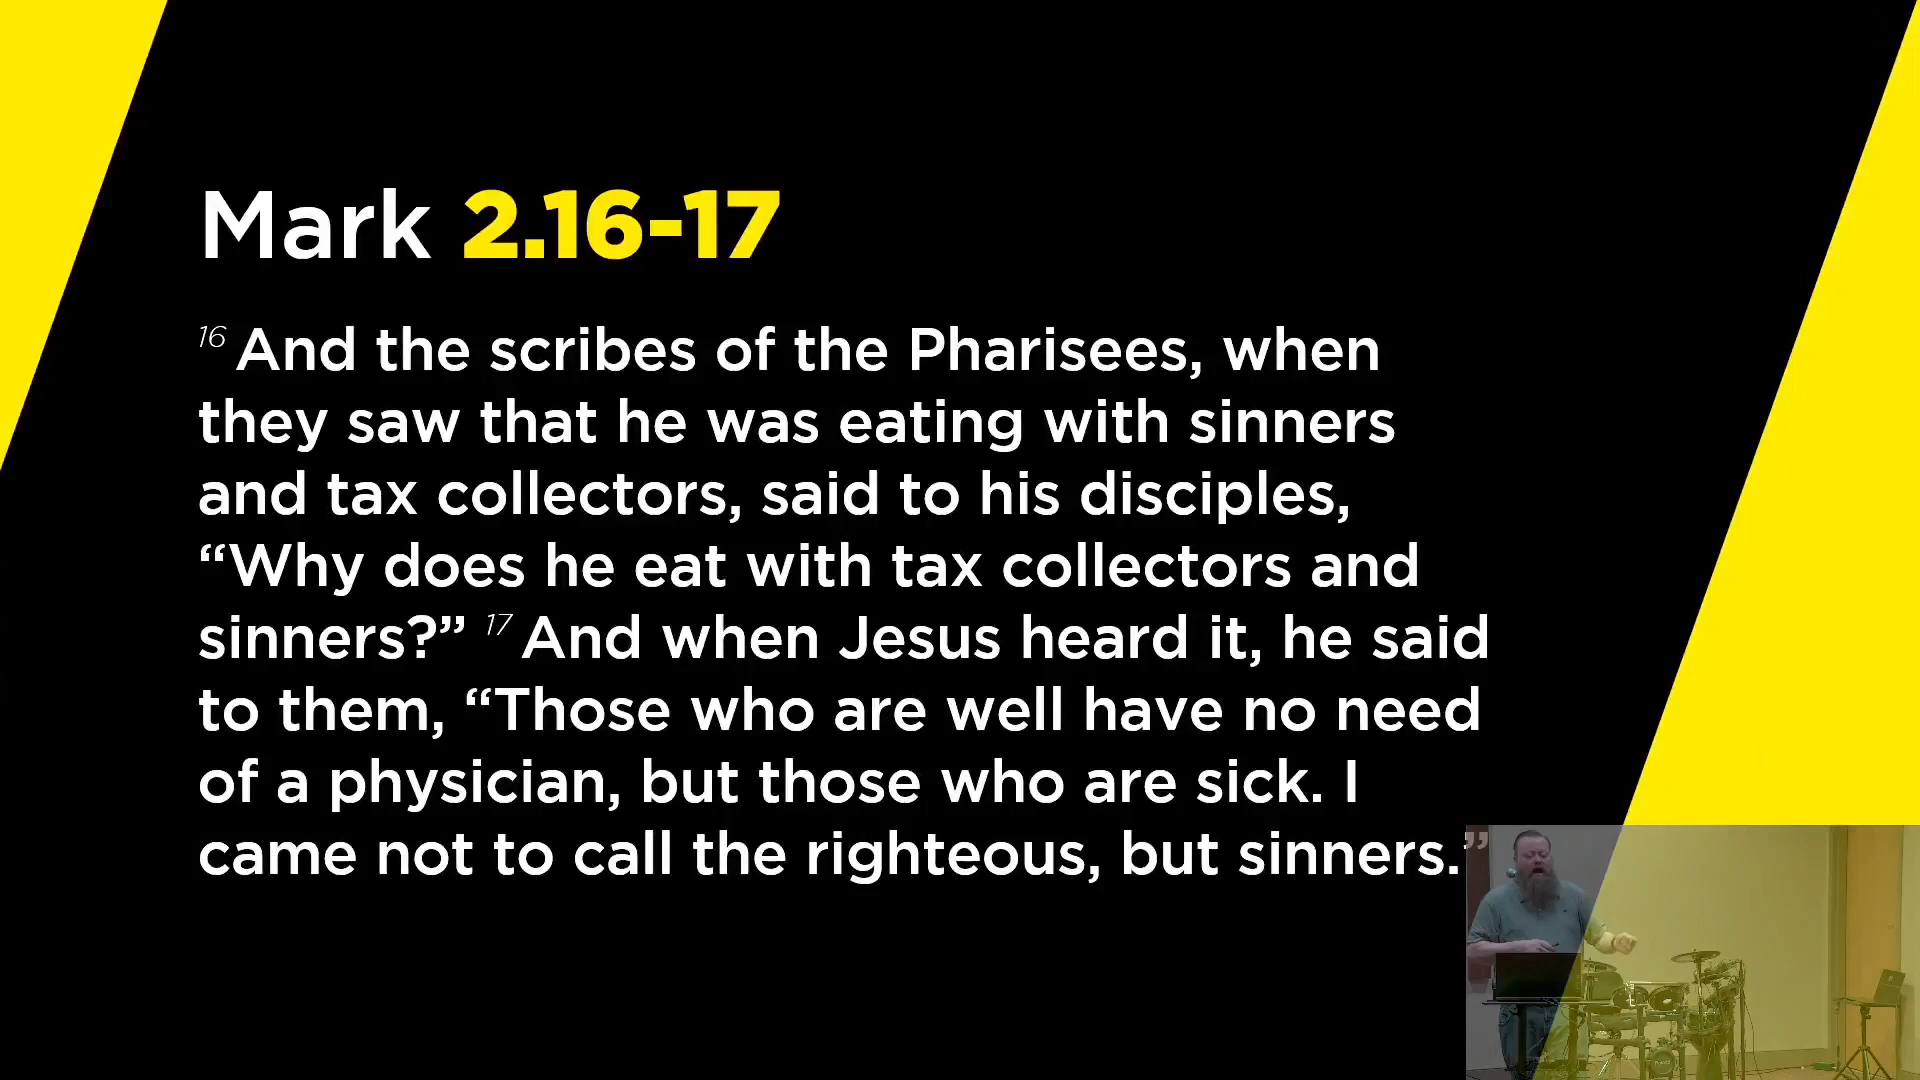 Mark 2.16-17
16 And the scribes of the Pharisees, when
they saw that he was eating with sinners
and tax collectors, said to his disciples,
“Why does he eat with tax collectors and
sinners?” 17 And when Jesus heard it, he said
to them, “Those who are well have no need
of a physician, but those who are sick. I
came not to call the righteous, but sinners.”